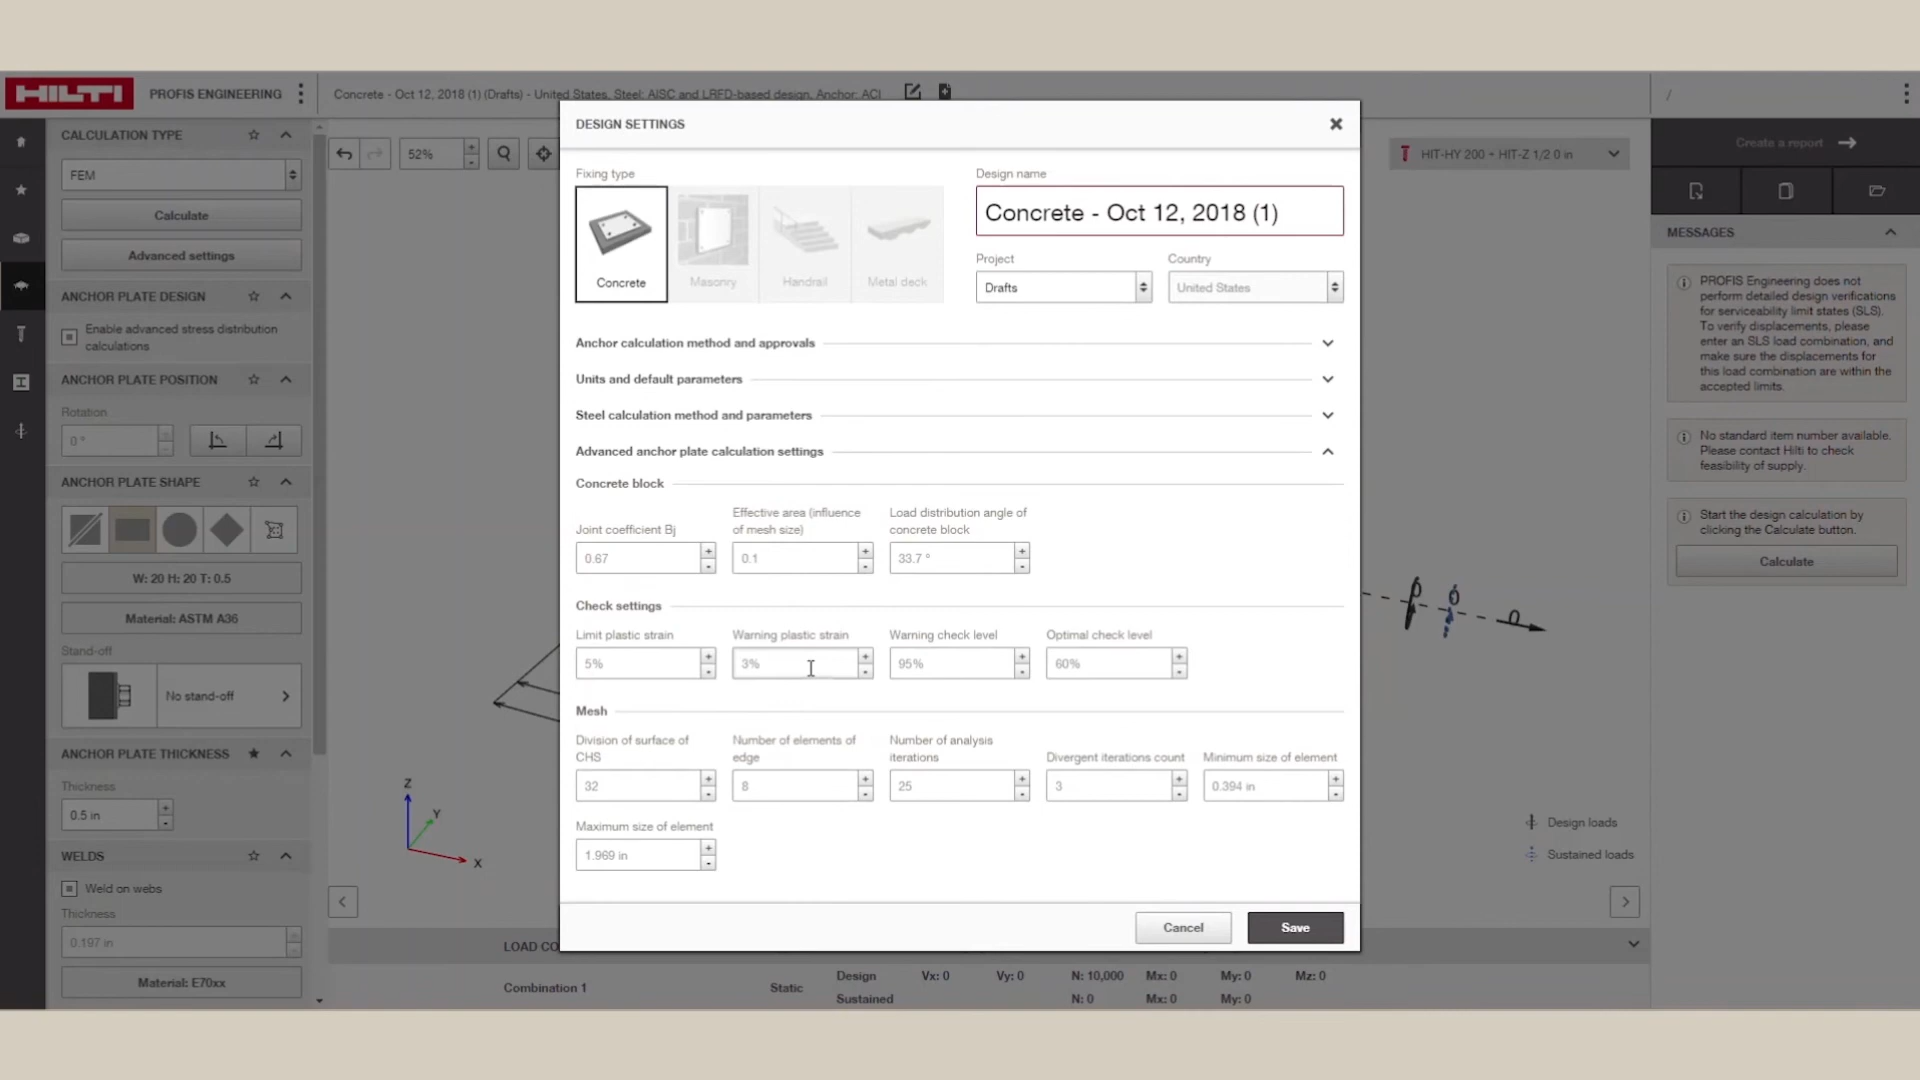 HILTI
PROFIS ENGINEERING
Concrete - Oct 12, 2018 (1) (Drafts) - United States, Steel: AISC and LRFD-based design, Anchor: ACI
/
CALCULATION TYPE
FEM
Calculate
Advanced settings
ANCHOR PLATE DESIGN
Enable advanced stress distribution
calculations
ANCHOR PLATE POSITION
Rotation
0 °
ANCHOR PLATE SHAPE
W: 20 H: 20 T: 0.5
Material: ASTM A36
Stand-off
No stand-off
ANCHOR PLATE THICKNESS
Thickness
0.5 in
WELDS
Weld on webs
Thickness
0.197 in
Material: E70xx
52%
Z
Y
X
DESIGN SETTINGS
Fixing type
Concrete
Masonry
Handrail
Metal deck
Design name
Concrete - Oct 12, 2018 (1)
Project
Drafts
Country
United States
Anchor calculation method and approvals
Units and default parameters
Steel calculation method and parameters
Advanced anchor plate calculation settings
Concrete block
Joint coefficient Bj
0.67
Effective area (influence
of mesh size)
0.1
Load distribution angle of
concrete block
33.7 °
Check settings
Limit plastic strain
5%
Warning plastic strain
3%
Warning check level
95%
Optimal check level
60%
Mesh
Division of surface of
CHS
32
Number of elements of
edge
8
Number of analysis
iterations
25
Divergent iterations count
3
Minimum size of element
0.394 in
Maximum size of element
1.969 in
Cancel
Save
HIT-HY 200 + HIT-Z 1/2 0 in
0
0
0
Design loads
Sustained loads
LOAD CO
Combination 1
Static
Design
Vx: 0
Vy: 0
N: 10,000
Mx: 0
My: 0
Mz: 0
Sustained
N: 0
Mx: 0
My: 0
Create a report
MESSAGES
PROFIS Engineering does not
perform detailed design verifications
for serviceability limit states (SLS).
To verify displacements, please
enter an SLS load combination, and
make sure the displacements for
this load combination are within the
accepted limits.
No standard item number available.
Please contact Hilti to check
feasibility of supply.
Start the design calculation by
clicking the Calculate button.
Calculate